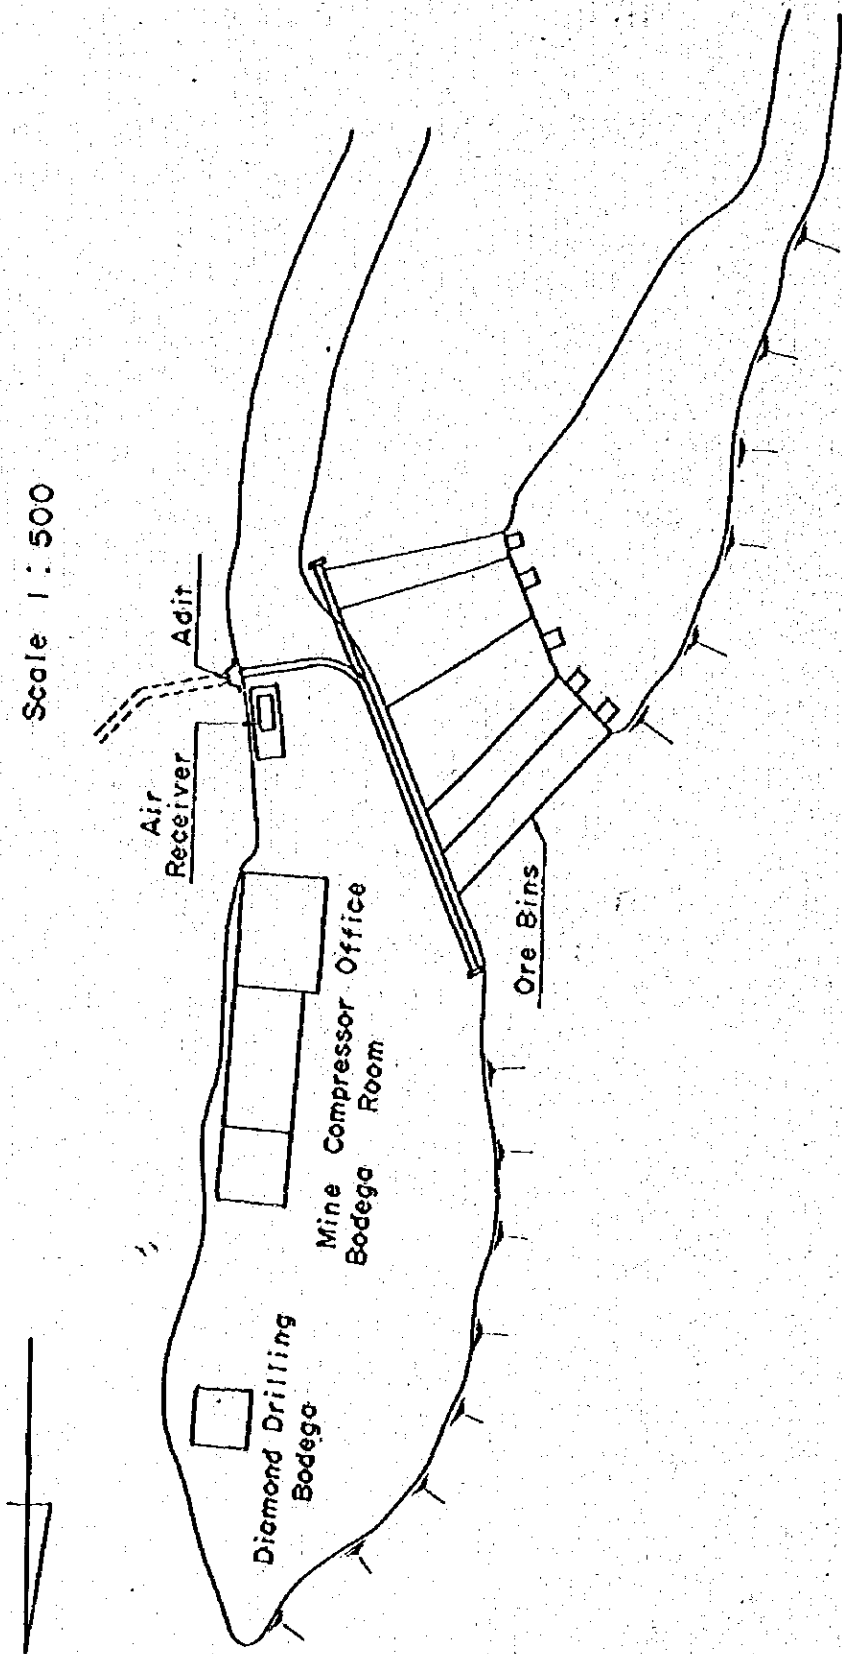 Scale 1:500
Adit
Air
Receiver
Ore Bins
Mine Compressor Office
Bodega Room
Diamond Drilling
Bodega